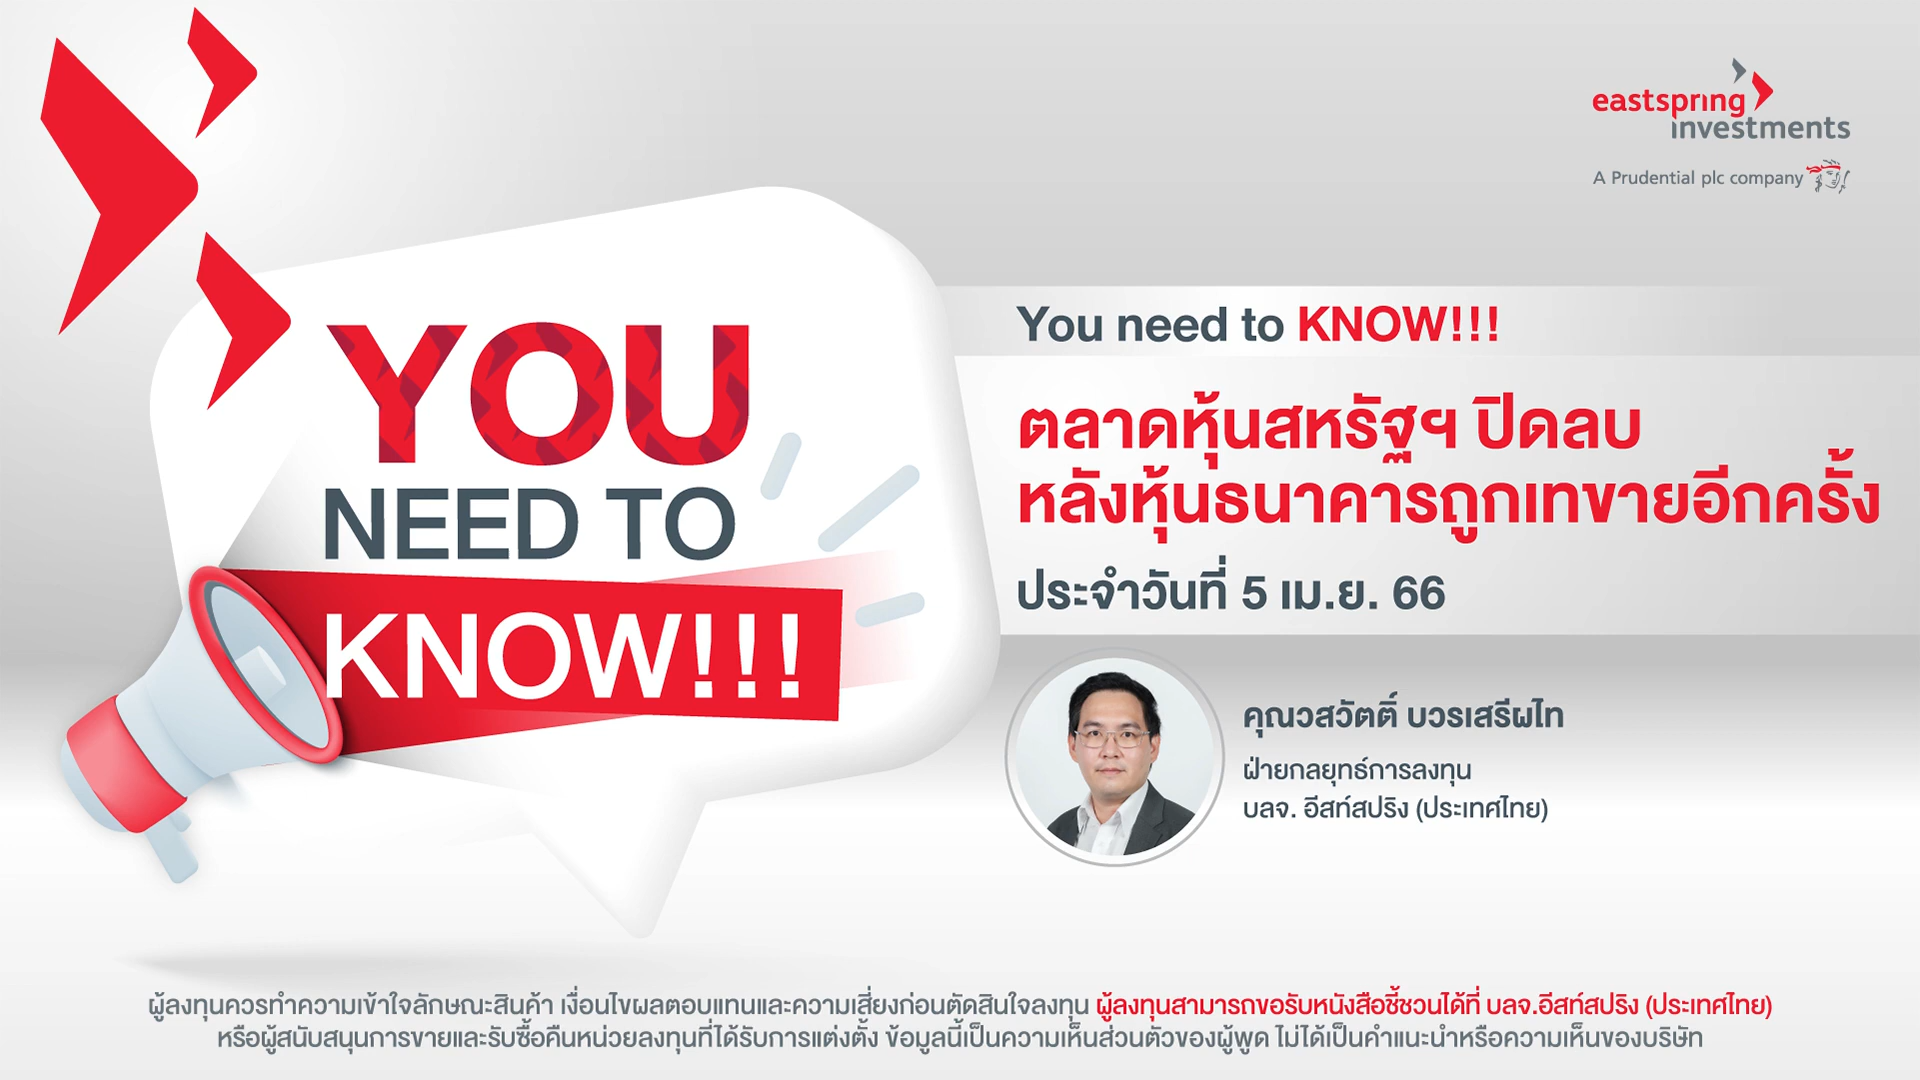 eastspring
investments
A Prudential plc company
YOU
NEED TO
KNOW!!!
You need to KNOW!!!
ตลาดหุ้นสหรัฐฯ ปิดลบ
หลังหุ้นธนาคารถูกเทขายอีกครั้ง
ประจำวันที่ 5 เม.ย. 66
คุณวสวัตติ์ บวรเสรีผไท
ฝ่ายกลยุทธ์การลงทุน
บลจ. อีสท์สปริง (ประเทศไทย)
ผู้ลงทุนควรทำความเข้าใจลักษณะสินค้า เงื่อนไขผลตอบแทนและความเสี่ยงก่อนตัดสินใจลงทุน ผู้ลงทุนสามารถขอรับหนังสือชี้ชวนได้ที่ บลจ.อีสท์สปริง (ประเทศไทย)
หรือผู้สนับสนุนการขายและรับซื้อคืนหน่วยลงทุนที่ได้รับการแต่งตั้ง ข้อมูลนี้เป็นความเห็นส่วนตัวของผู้พูด ไม่ได้เป็นคำแนะนำหรือความเห็นของบริษัท